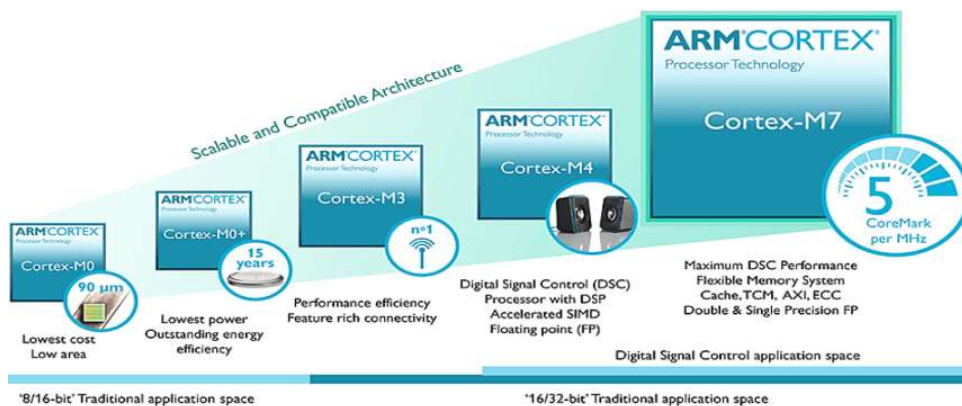 Scalable and Compatible Architecture
ARM®CORTEX®
Processor Technology
Cortex-M0
90 µm
Lowest cost
Low area
ARM®CORTEX®
Processor Technology
Cortex-M0+
15
years
Lowest power
Outstanding energy
efficiency
ARM®CORTEX®
Processor Technology
Cortex-M3
nº1
Performance efficiency
Feature rich connectivity
ARM®CORTEX®
Processor Technology
Cortex-M4
Digital Signal Control (DSC)
Processor with DSP
Accelerated SIMD
Floating point (FP)
ARM®CORTEX®
Processor Technology
Cortex-M7
5
CoreMark
per MHz
Maximum DSC Performance
Flexible Memory System
Cache, TCM, AXI, ECC
Double & Single Precision FP
Digital Signal Control application space
'8/16-bit' Traditional application space
'16/32-bit' Traditional application space